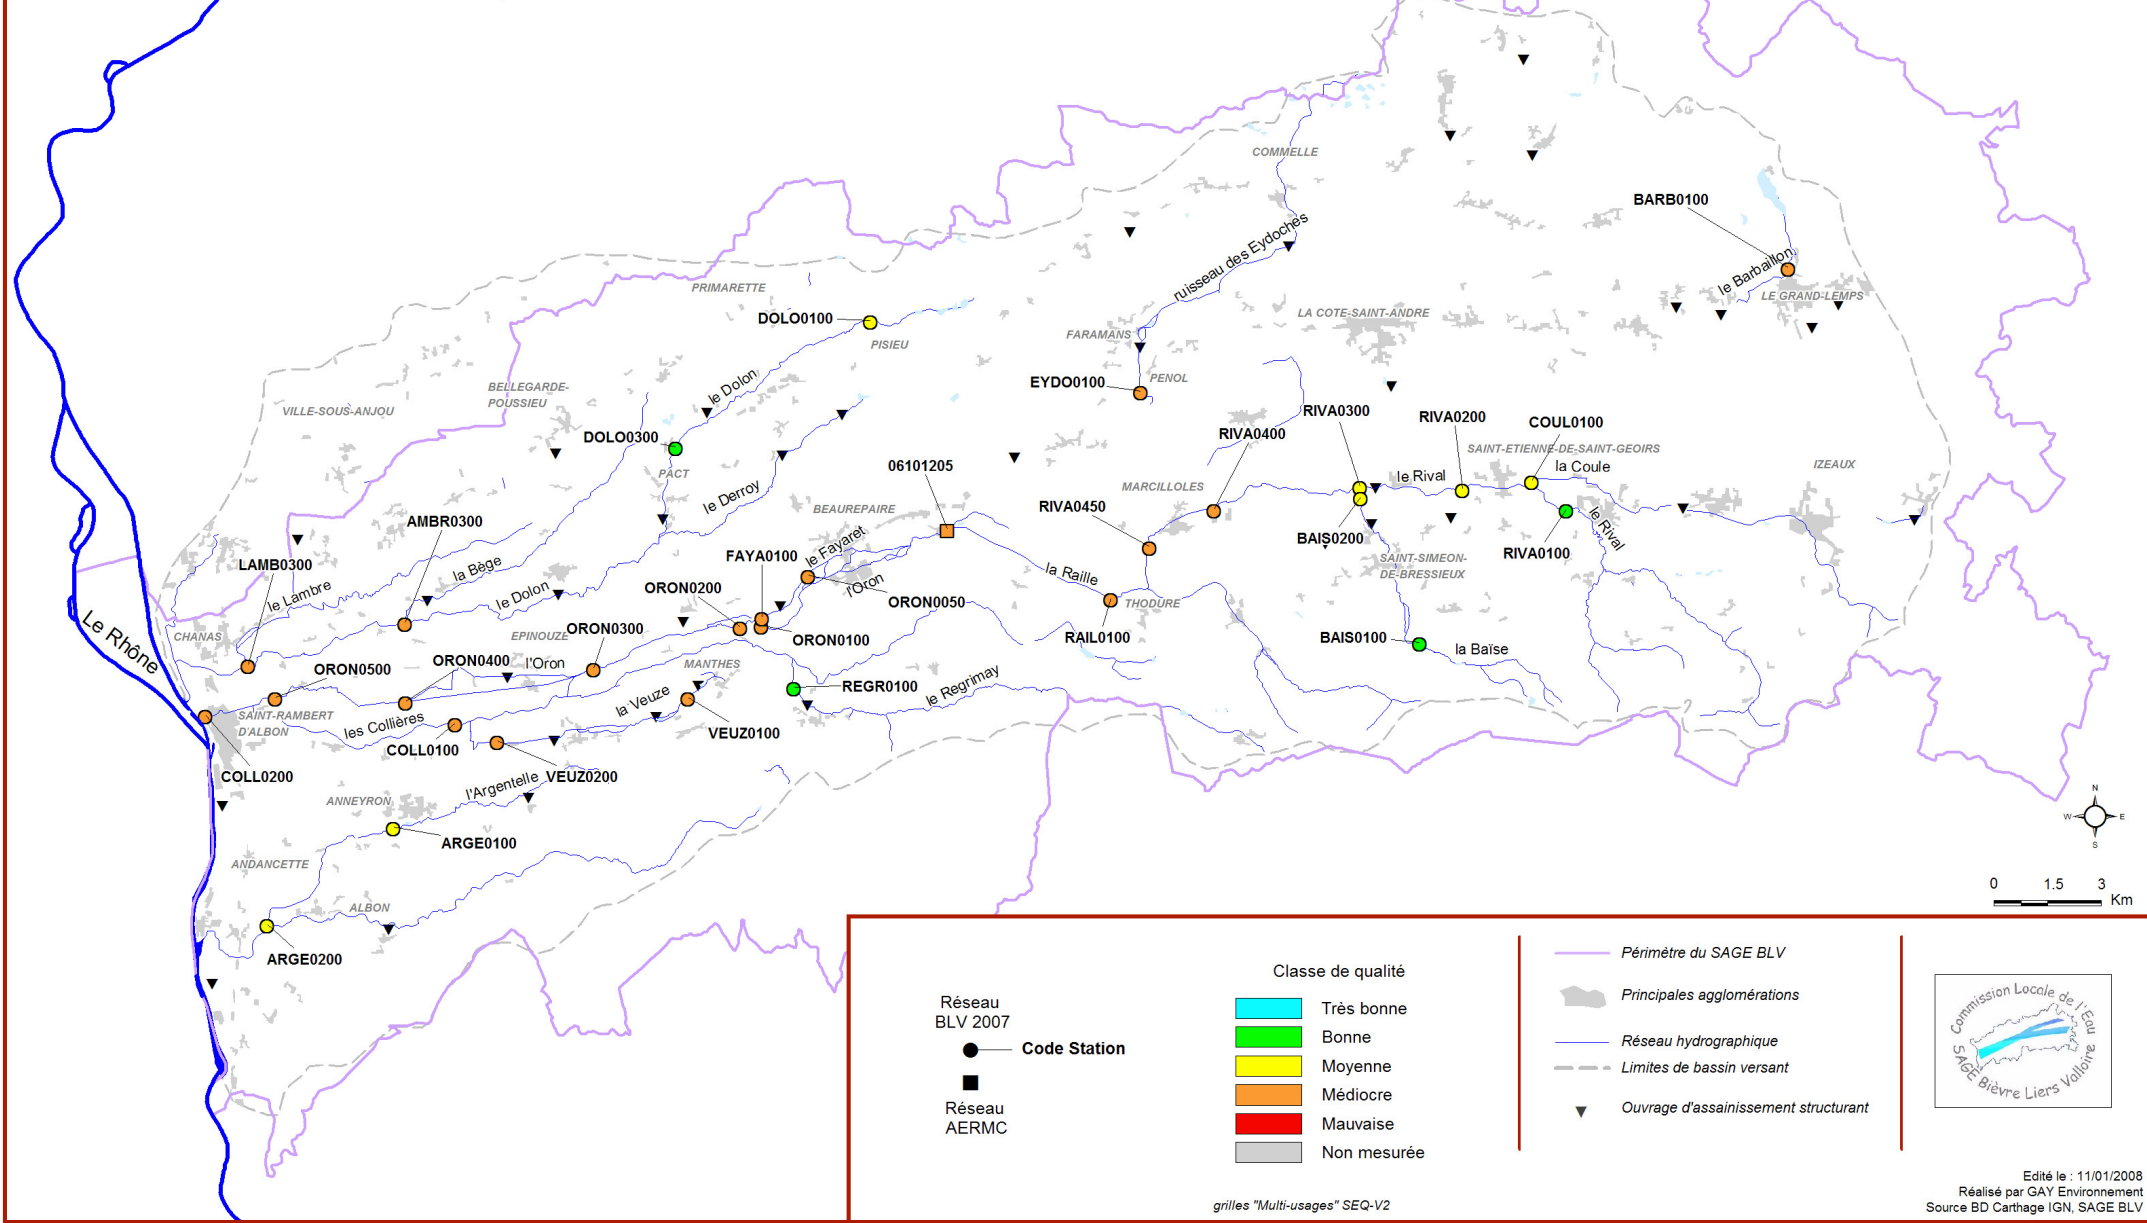 COMMELLE
BARB0100
ruisseau des Eydoches
le Barbaillon
LE GRAND-LEMPS
PRIMARETTE
DOLO0100
PISIEU
LA COTE-SAINT-ANDRE
FARAMANS
EYDO0100
PENOL
le Dolon
BELLEGARDE-
POUSSIEU
VILLE-SOUS-ANJOU
RIVA0300
RIVA0200
COUL0100
DOLO0300
RIVA0400
SAINT-ETIENNE-DE-SAINT-GEOIRS
06101205
la Coule
IZEAUX
PACT
le Rival
le Derroy
MARCILLOLES
BEAUREPAIRE
RIVA0450
AMBR0300
le Rival
BAIS0200
le Fayaret
FAYA0100
RIVA0100
SAINT-SIMEON-
DE-BRESSIEUX
LAMB0300
la Bège
la Raille
l'Oron
ORON0200
le Lambre
le Dolon
ORON0050
THODURE
ORON0300
CHANAS
EPINOUZE
ORON0100
RAIL0100
BAIS0100
Le Rhône
la Baïse
ORON0500
ORON0400
l'Oron
MANTHES
REGR0100
le Regrimay
la Veuze
SAINT-RAMBERT
D'ALBON
les Collières
VEUZ0100
COLL0100
COLL0200
VEUZ0200
l'Argentelle
ANNEYRON
ARGE0100
ANDANCETTE
ALBON
ARGE0200
N
W
E
S
0 1.5 3
Km
Réseau
BLV 2007
Code Station
Réseau
AERMC
Classe de qualité
Très bonne
Bonne
Moyenne
Médiocre
Mauvaise
Non mesurée
grilles "Multi-usages" SEQ-V2
Périmètre du SAGE BLV
Principales agglomérations
Réseau hydrographique
Limites de bassin versant
Ouvrage d'assainissement structurant
Commission Locale de l'Eau
SAGE Bièvre Liers Valloire
Edité le : 11/01/2008
Réalisé par GAY Environnement
Source BD Carthage IGN, SAGE BLV